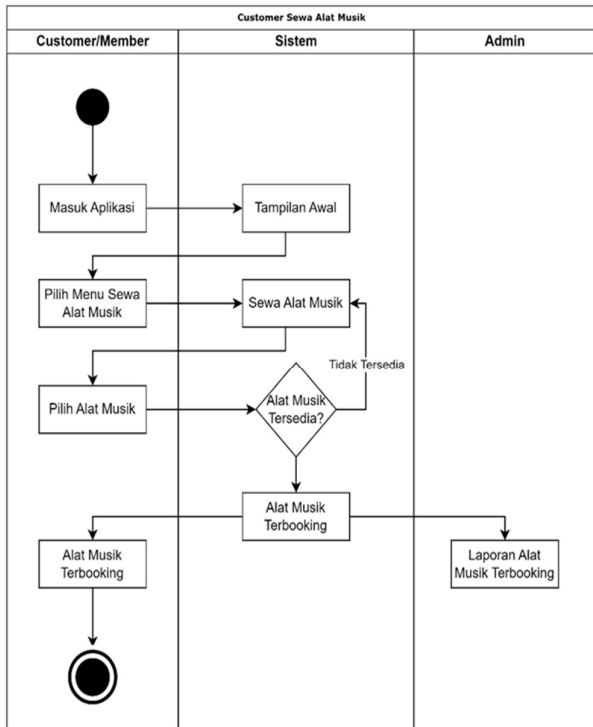 Customer Sewa Alat Musik
Customer/Member
Sistem
Admin
Masuk Aplikasi
Tampilan Awal
Pilih Menu Sewa
Alat Musik
Sewa Alat Musik
Tidak Tersedia
Pilih Alat Musik
Alat Musik
Tersedia?
Alat Musik
Terbooking
Alat Musik
Terbooking
Laporan Alat
Musik Terbooking